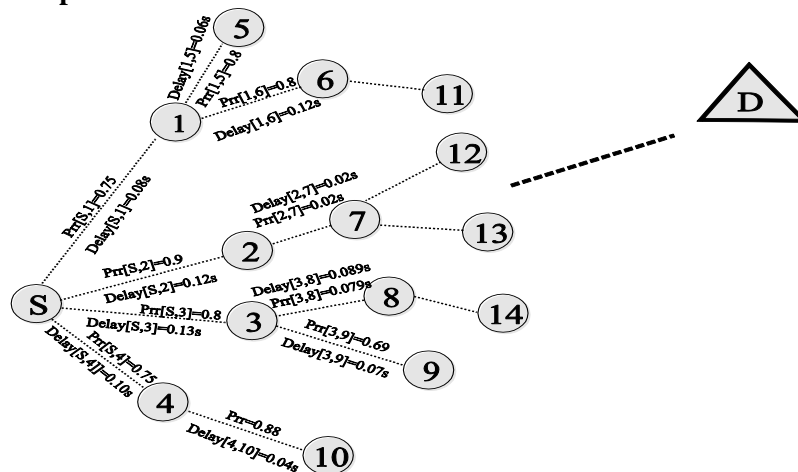 5
Delay[1,5]=0.06s
Prr[1,5]=0.8
6
Prr[1,6]=0.8
Delay[1,6]=0.12s
11
D
1
12
Prr[S,1]=0.75
Delay[S,1]=0.08s
Delay[2,7]=0.02s
Prr[2,7]=0.02s
7
13
2
Prr[S,2]=0.9
Delay[S,2]=0.12s
S
Delay[3,8]=0.089s
Prr[3,8]=0.079s
8
14
Prr[S,3]=0.8
Delay[S,3]=0.13s
3
Prr[3,9]=0.69
Delay[3,9]=0.07s
9
Prr[S,4]=0.75
Delay[S,4]]=0.10s
4
Prr=0.88
Delay[4,10]=0.04s
10